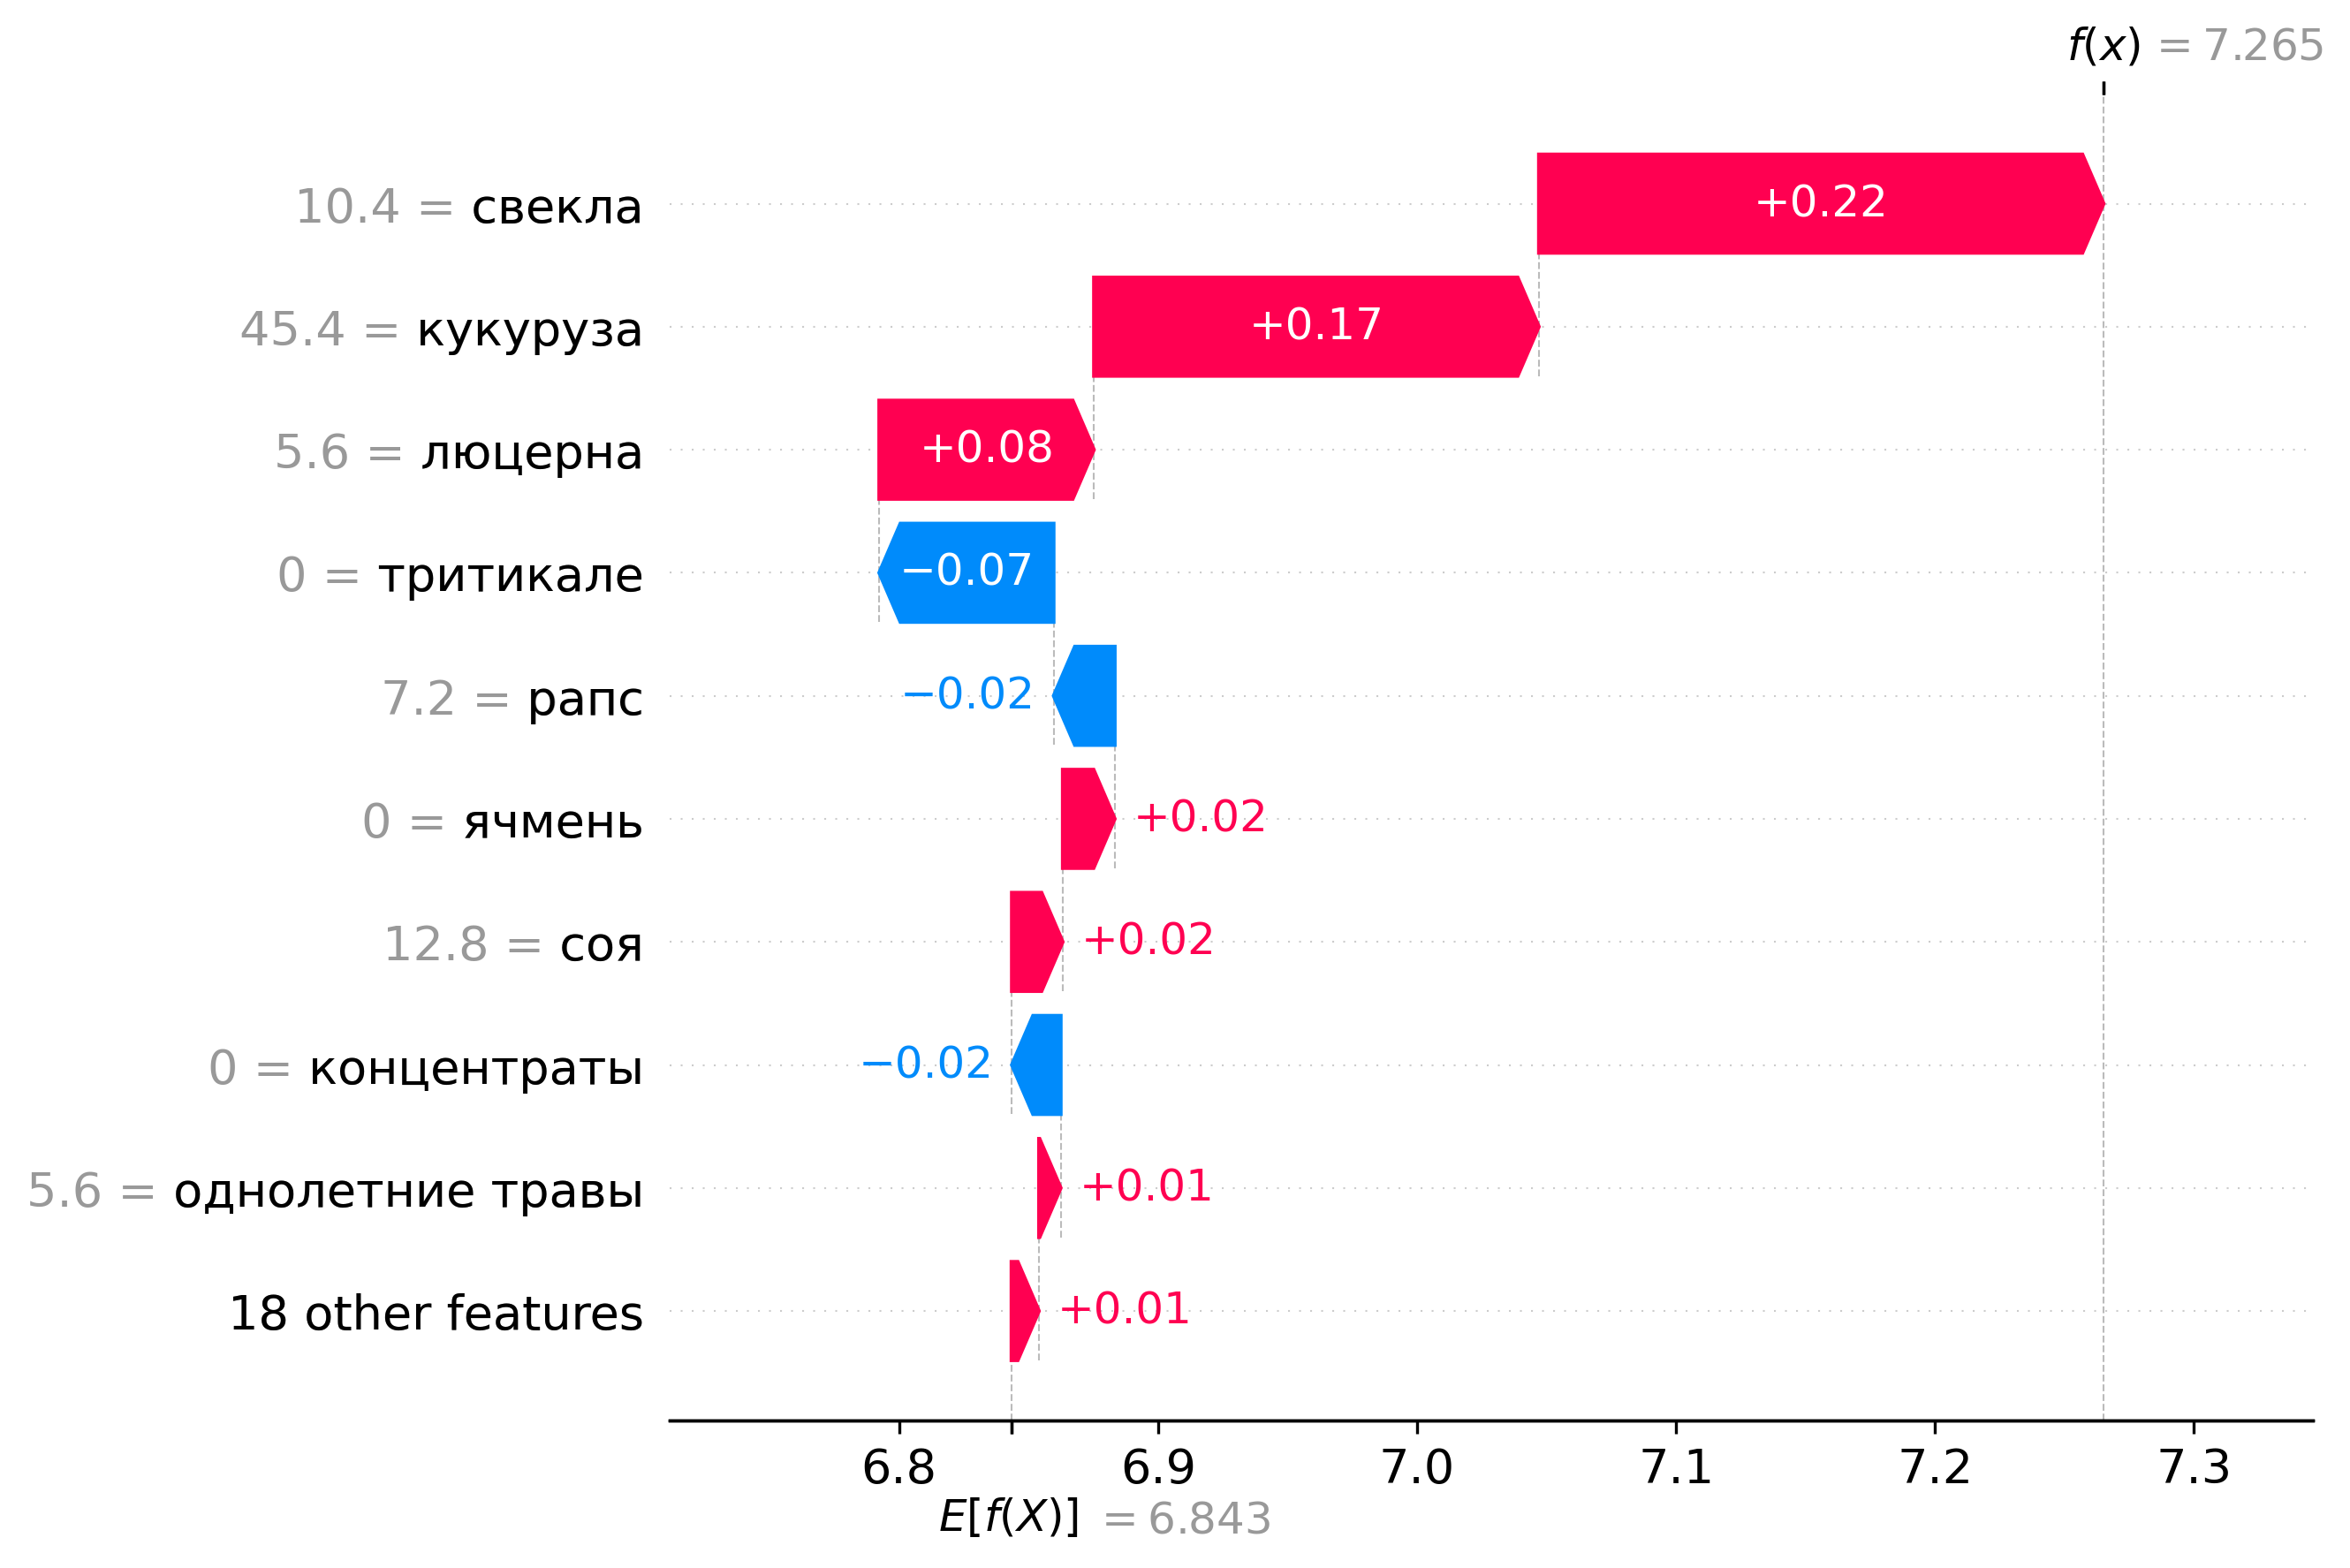 f(x) = 7.265
10.4 = свекла +0.22
45.4 = кукуруза +0.17
5.6 = люцерна +0.08
0 = тритикале −0.07
7.2 = рапс −0.02
0 = ячмень +0.02
12.8 = соя +0.02
0 = концентраты −0.02
5.6 = однолетние травы +0.01
18 other features +0.01
6.8 6.9 7.0 7.1 7.2 7.3
E[f(X)] = 6.843